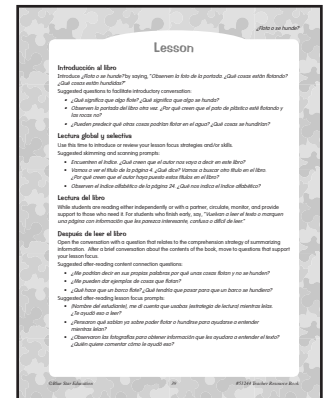 ¿Flota o se hunde?
Lesson
Introducción al libro
Introduce ¿Flota o se hunde? by saying, "Observen la foto de la portada. ¿Qué cosas están flotando?
¿Qué cosas están hundidas?"
Suggested questions to facilitate introductory conversation:
• ¿Qué significa que algo flote? ¿Qué significa que algo se hunda?
• Observen la portada del libro otra vez. ¿Por qué creen que el pato de plástico esté flotando y
las rocas no?
• ¿Pueden predecir qué otras cosas podrían flotar en el agua? ¿Qué cosas se hundirían?
Lectura global y selectiva
Use this time to introduce or review your lesson focus strategies and/or skills.
Suggested skimming and scanning prompts:
• Encuentren el índice. ¿Qué creen que el autor nos vaya a decir en este libro?
• Vamos a ver el título de la página 4. ¿Qué dice? Vamos a buscar otro título en el libro.
¿Por qué creen que el autor haya puesto estos títulos en el libro?
• Observen el índice alfabético de la página 24. ¿Qué nos indica el índice alfabético?
Lectura del libro
While students are reading either independently or with a partner, circulate, monitor, and provide
support to those who need it. For students who finish early, say, "Vuelvan a leer el texto o marquen
una página con información que les parezca interesante, confusa o difícil de leer."
Después de leer el libro
Open the conversation with a question that relates to the comprehension strategy of summarizing
information. After a brief conversation about the contents of the book, move to questions that support
your lesson focus.
Suggested after-reading content connection questions:
• ¿Me podrían decir en sus propias palabras por qué unas cosas flotan y no se hunden?
• ¿Me pueden dar ejemplos de cosas que flotan?
• ¿Qué hace que un barco flote? ¿Qué tendría que pasar para que un barco se hundiera?
Suggested after-reading lesson focus prompts:
• (Nombre del estudiante), me di cuenta que usabas (estrategia de lectura) mientras leías.
¿Te ayudó eso a leer?
• ¿Pensaron qué sabían ya sobre poder flotar o hundirse para ayudarse a entender
mientras leían?
• ¿Observaron las fotografías para obtener información que les ayudara a entender el texto?
¿Quién quiere comentar cómo le ayudó eso?
©Blue Star Education
39
#51244 Teacher Resource Book